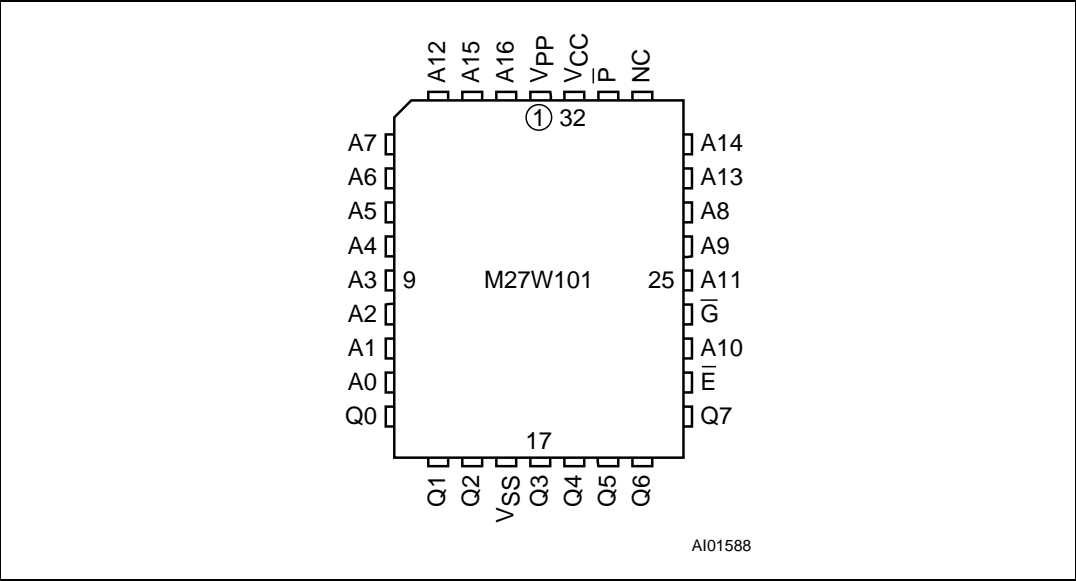 A12 A15 A16 VPP VCC P̅ NC
1 32
A7 A14
A6 A13
A5 A8
A4 A9
A3 9 M27W101 25 A11
A2 G̅
A1 A10
A0 E̅
Q0 Q7
17
Q1 Q2 VSS Q3 Q4 Q5 Q6
AI01588